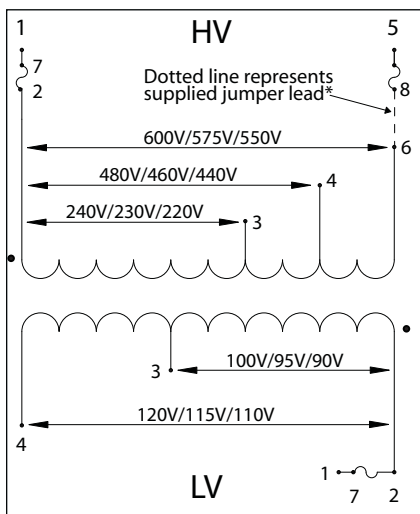 1 HV 5
7
2
Dotted line represents
supplied jumper lead*
8
600V/575V/550V
6
480V/460V/440V
4
240V/230V/220V
3
3
100V/95V/90V
120V/115V/110V
4
1
7
2
LV